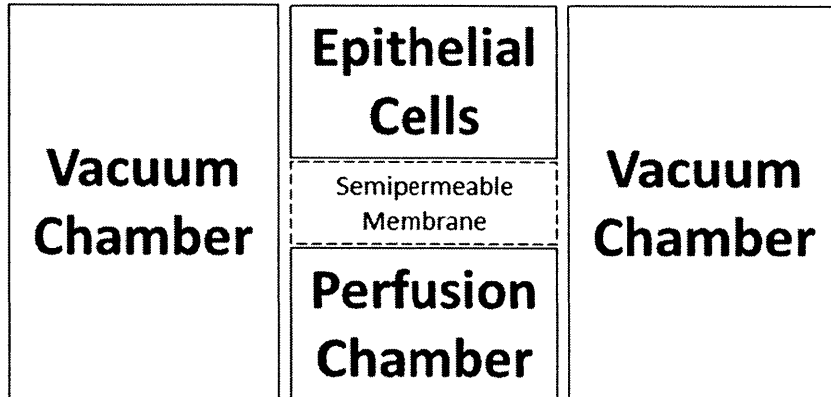 Vacuum
Chamber
Epithelial
Cells
Semipermeable
Membrane
Perfusion
Chamber
Vacuum
Chamber